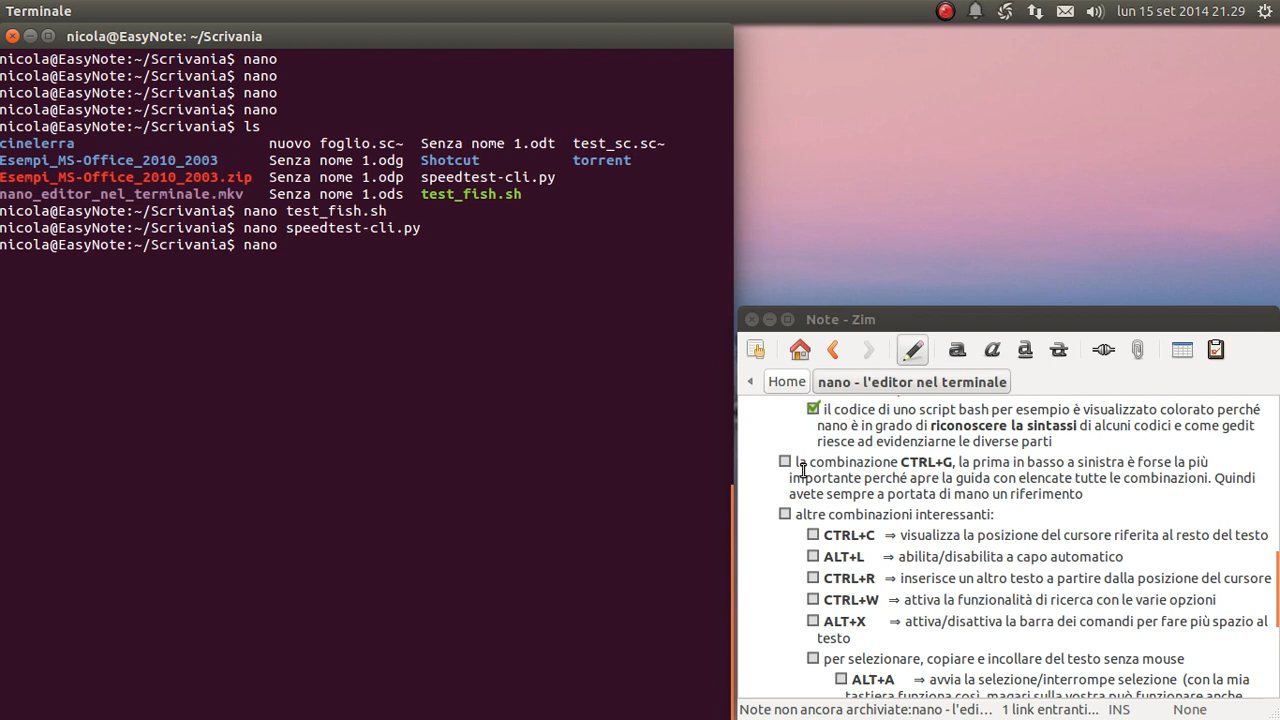 Terminale
lun 15 set 2014 21.29
nicola@EasyNote: ~/Scrivania
nicola@EasyNote:~/Scrivania$ nano
nicola@EasyNote:~/Scrivania$ nano
nicola@EasyNote:~/Scrivania$ nano
nicola@EasyNote:~/Scrivania$ nano
nicola@EasyNote:~/Scrivania$ ls
cinelerra nuovo foglio.sc~ Senza nome 1.odt test_sc.sc~
Esempi_MS-Office_2010_2003 Senza nome 1.odg Shotcut torrent
Esempi_MS-Office_2010_2003.zip Senza nome 1.odp speedtest-cli.py
nano_editor_nel_terminale.mkv Senza nome 1.ods test_fish.sh
nicola@EasyNote:~/Scrivania$ nano test_fish.sh
nicola@EasyNote:~/Scrivania$ nano speedtest-cli.py
nicola@EasyNote:~/Scrivania$ nano
Note - Zim
Home nano - l'editor nel terminale
il codice di uno script bash per esempio è visualizzato colorato perché
nano è in grado di riconoscere la sintassi di alcuni codici e come gedit
riesce ad evidenziarne le diverse parti
la combinazione CTRL+G, la prima in basso a sinistra è forse la più
importante perché apre la guida con elencate tutte le combinazioni. Quindi
avete sempre a portata di mano un riferimento
altre combinazioni interessanti:
CTRL+C ⇒ visualizza la posizione del cursore riferita al resto del testo
ALT+L ⇒ abilita/disabilita a capo automatico
CTRL+R ⇒ inserisce un altro testo a partire dalla posizione del cursore
CTRL+W ⇒ attiva la funzionalità di ricerca con le varie opzioni
ALT+X ⇒ attiva/disattiva la barra dei comandi per fare più spazio al
testo
per selezionare, copiare e incollare del testo senza mouse
ALT+A ⇒ avvia la selezione/interrompe selezione (con la mia
tastiera funziona così, magari sulla vostra può funzionare anche
Note non ancora archiviate:nano - l'edi... 1 link entranti... INS None